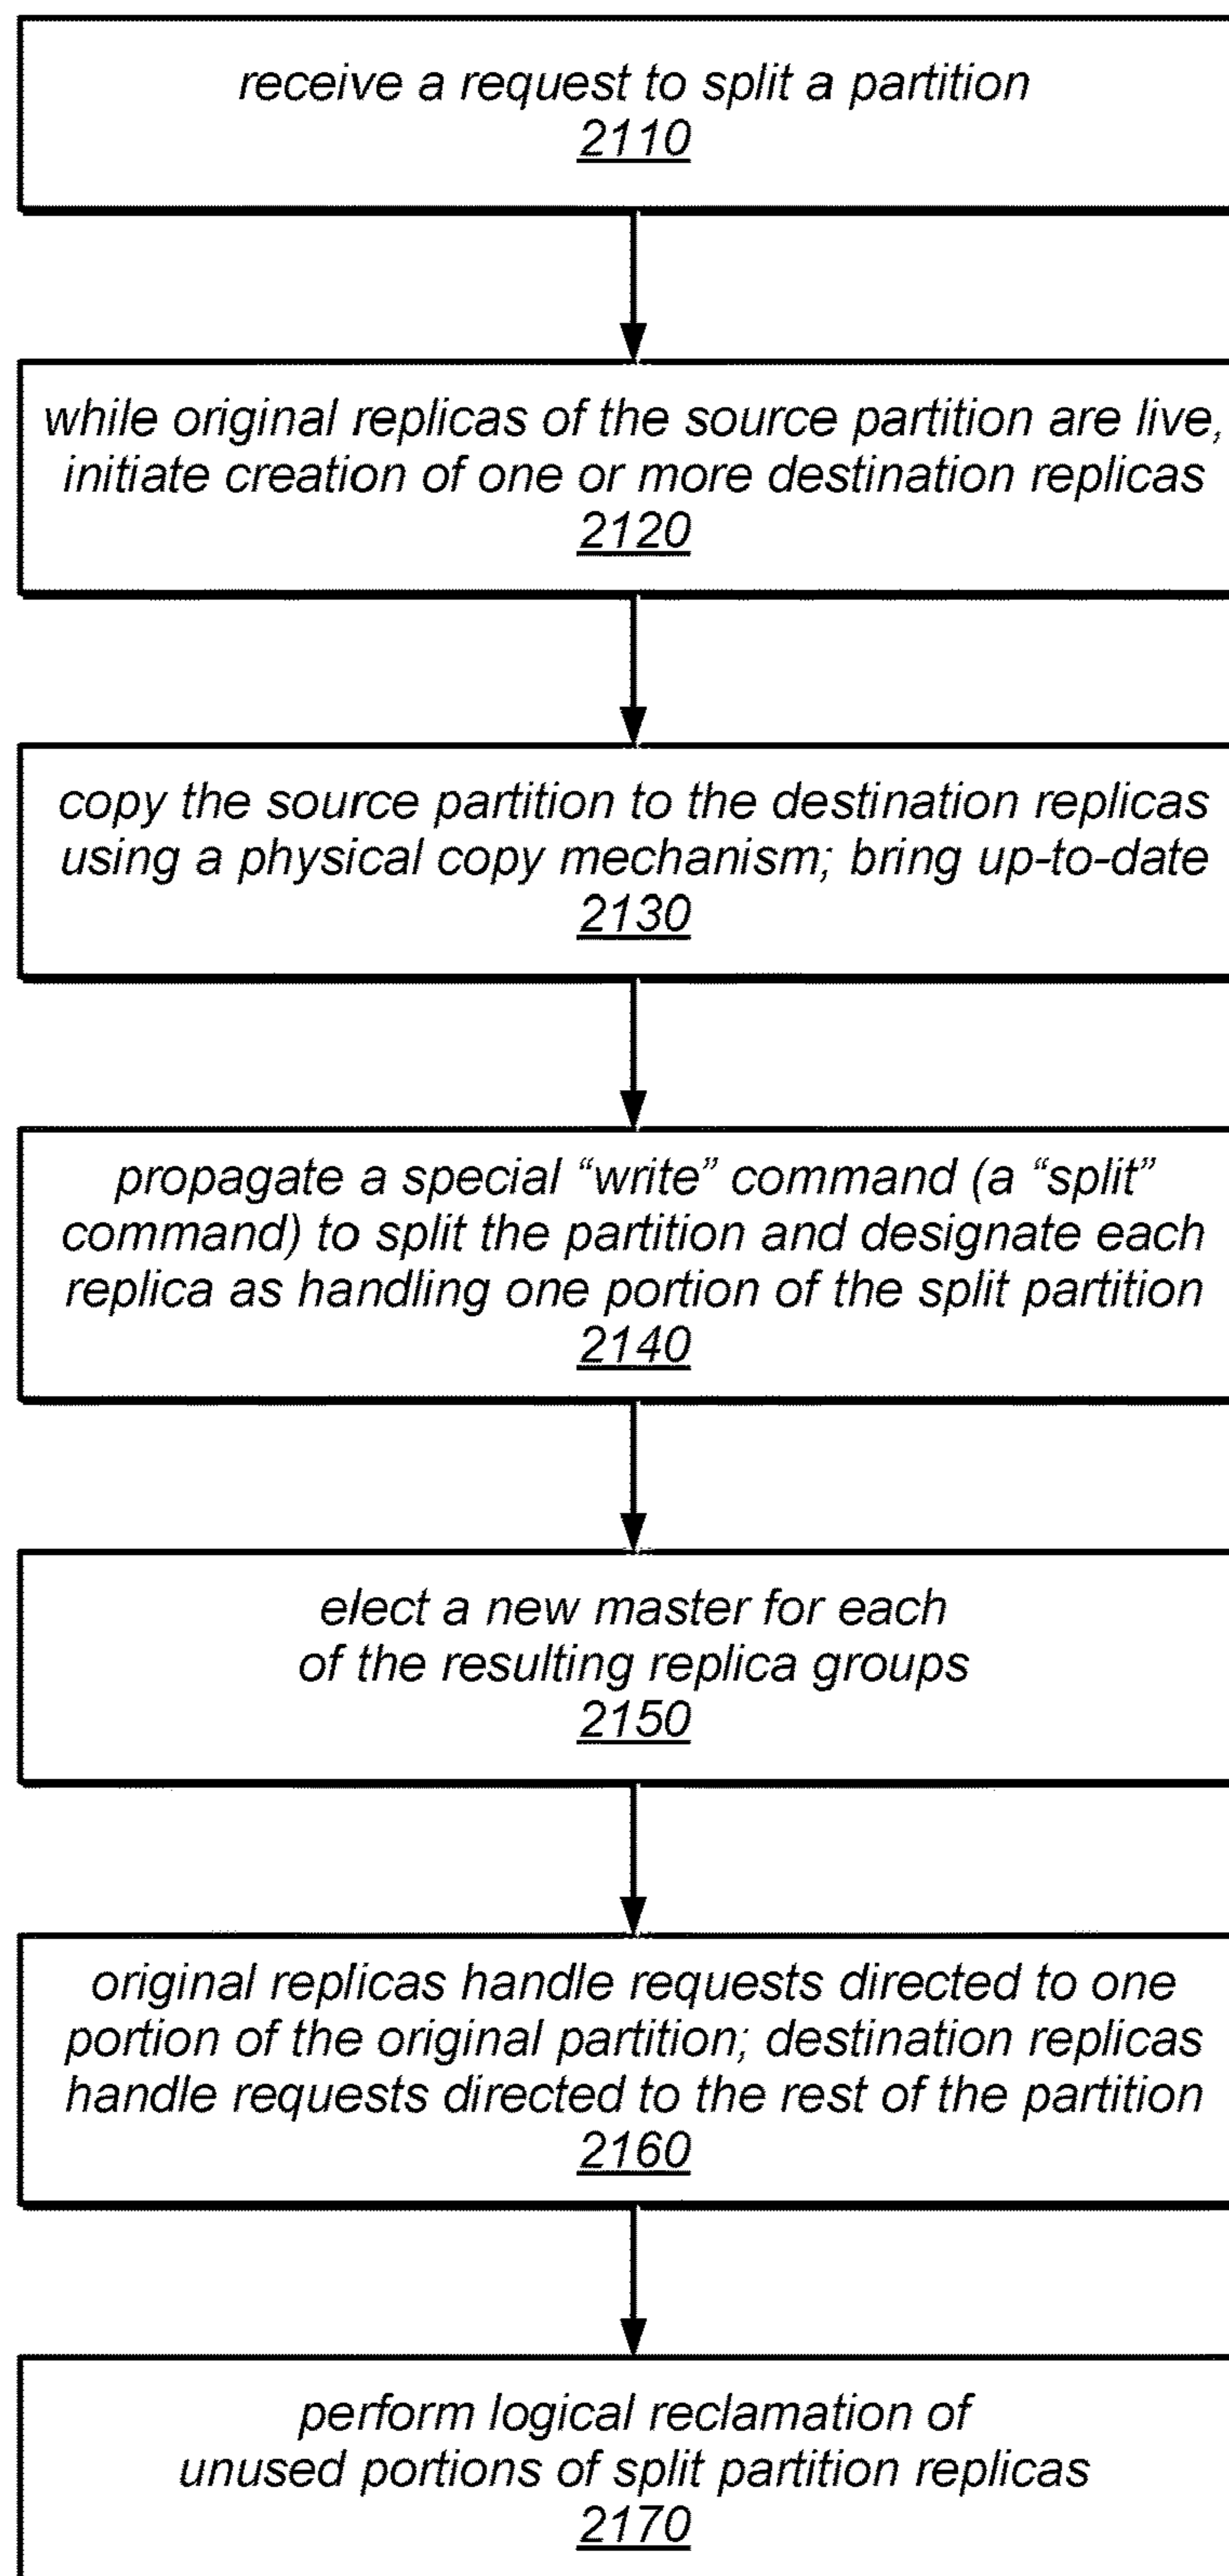 receive a request to split a partition
2110
while original replicas of the source partition are live,
initiate creation of one or more destination replicas
2120
copy the source partition to the destination replicas
using a physical copy mechanism; bring up-to-date
2130
propagate a special “write” command (a “split”
command) to split the partition and designate each
replica as handling one portion of the split partition
2140
elect a new master for each
of the resulting replica groups
2150
original replicas handle requests directed to one
portion of the original partition; destination replicas
handle requests directed to the rest of the partition
2160
perform logical reclamation of
unused portions of split partition replicas
2170